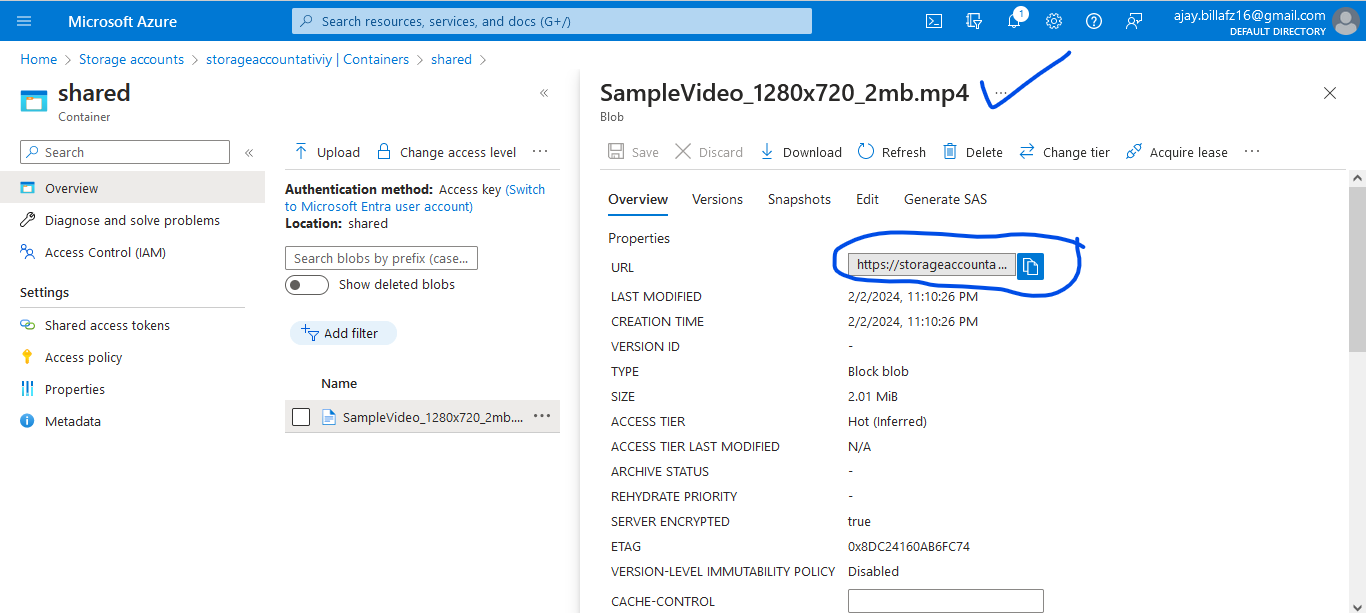 Microsoft Azure
Search resources, services, and docs (G+/)
1
ajay.billafz16@gmail.com
DEFAULT DIRECTORY
Home > Storage accounts > storageaccountativiy | Containers > shared >
shared
Container
Search
Overview
Diagnose and solve problems
Access Control (IAM)
Settings
Shared access tokens
Access policy
Properties
Metadata
Upload Change access level ...
Authentication method: Access key (Switch
to Microsoft Entra user account)
Location: shared
Search blobs by prefix (case...
Show deleted blobs
Add filter
Name
SampleVideo_1280x720_2mb.... ...
SampleVideo_1280x720_2mb.mp4 ...
Blob
Save Discard Download Refresh Delete Change tier Acquire lease ...
Overview Versions Snapshots Edit Generate SAS
Properties
URL https://storageaccounta...
LAST MODIFIED 2/2/2024, 11:10:26 PM
CREATION TIME 2/2/2024, 11:10:26 PM
VERSION ID -
TYPE Block blob
SIZE 2.01 MiB
ACCESS TIER Hot (Inferred)
ACCESS TIER LAST MODIFIED N/A
ARCHIVE STATUS -
REHYDRATE PRIORITY -
SERVER ENCRYPTED true
ETAG 0x8DC24160AB6FC74
VERSION-LEVEL IMMUTABILITY POLICY Disabled
CACHE-CONTROL